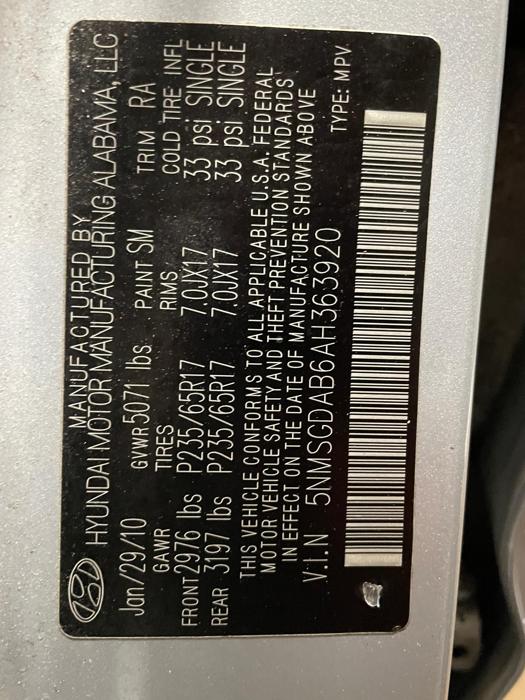 MANUFACTURED BY
HYUNDAI MOTOR MANUFACTURING ALABAMA, LLC
Jan/29/10 GVWR 5071 lbs PAINT SM TRIM RA
GAWR TIRES RIMS COLD TIRE INFL
FRONT 2976 lbs P235/65R17 7.0JX17 33 psi SINGLE
REAR 3197 lbs P235/65R17 7.0JX17 33 psi SINGLE
THIS VEHICLE CONFORMS TO ALL APPLICABLE U.S.A. FEDERAL
MOTOR VEHICLE SAFETY AND THEFT PREVENTION STANDARDS
IN EFFECT ON THE DATE OF MANUFACTURE SHOWN ABOVE
V.I.N 5NMSGDAB6AH363920 TYPE: MPV